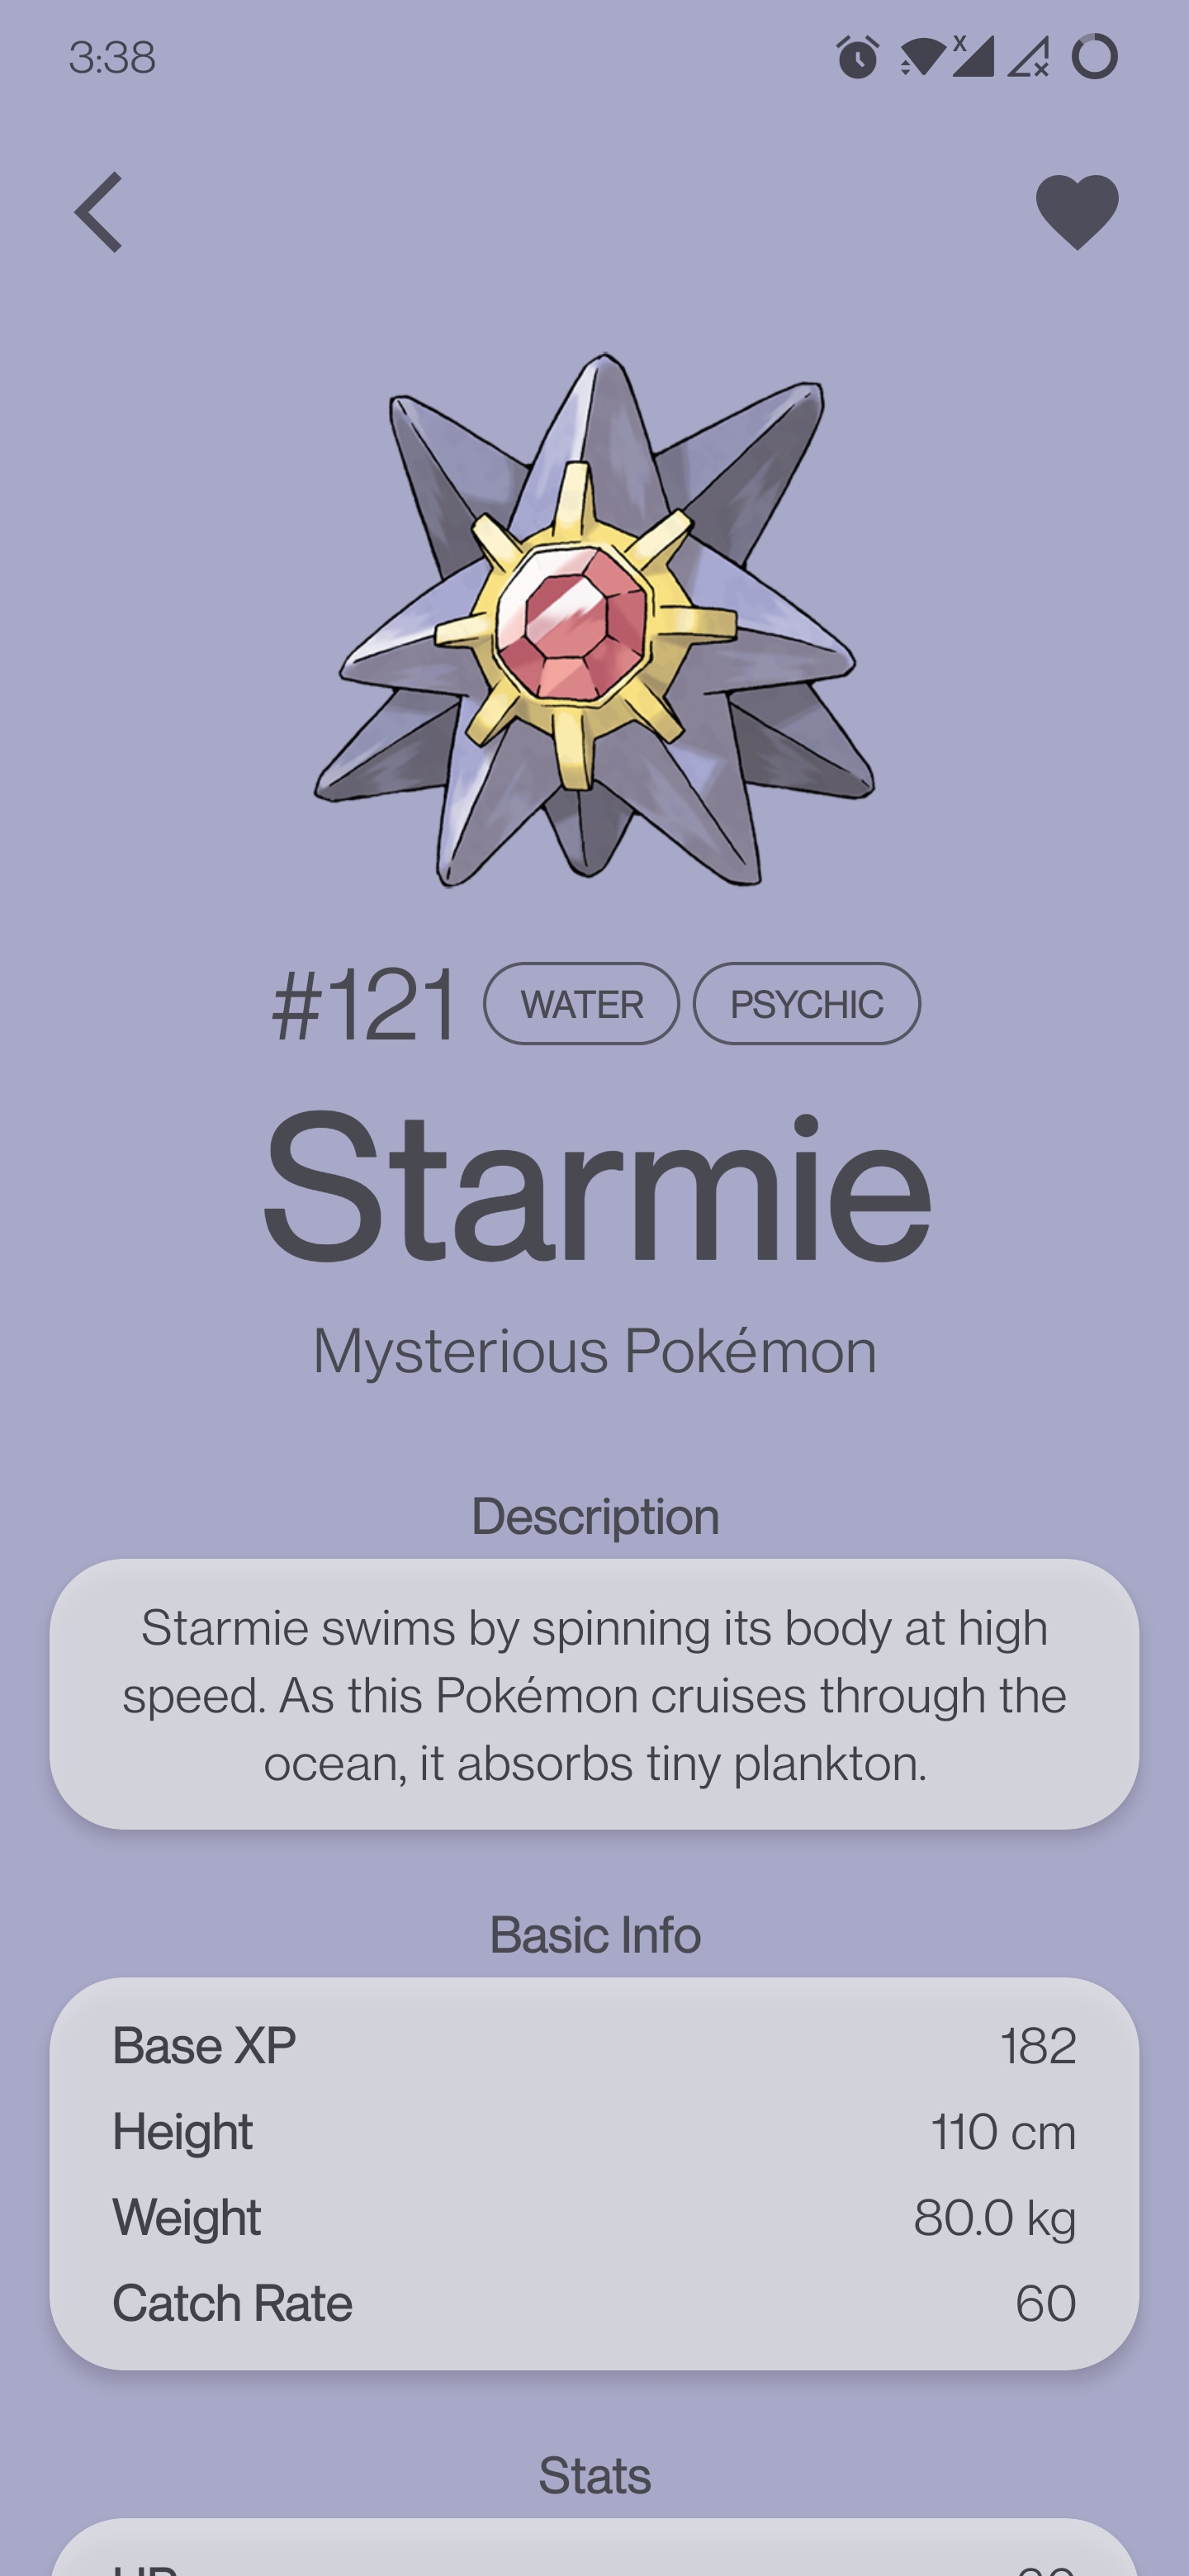 3:38
#121 WATER PSYCHIC
Starmie
Mysterious Pokémon
Description
Starmie swims by spinning its body at high
speed. As this Pokémon cruises through the
ocean, it absorbs tiny plankton.
Basic Info
Base XP 182
Height 110 cm
Weight 80.0 kg
Catch Rate 60
Stats